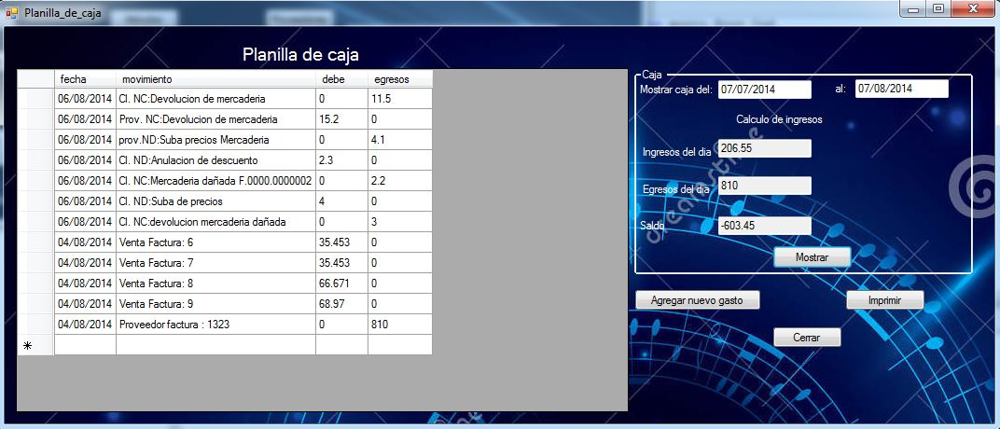 Planilla_de_caja
Planilla de caja
fecha movimiento debe egresos
06/08/2014 Cl. NC:Devolucion de mercaderia 0 11.5
06/08/2014 Prov. NC:Devolucion de mercaderia 15.2 0
06/08/2014 prov.ND:Suba precios Mercaderia 0 4.1
06/08/2014 Cl. ND:Anulacion de descuento 2.3 0
06/08/2014 Cl. NC:Mercaderia dañada F.0000.0000002 0 2.2
06/08/2014 Cl. ND:Suba de precios 4 0
06/08/2014 Cl. NC:devolucion mercaderia dañada 0 3
04/08/2014 Venta Factura: 6 35.453 0
04/08/2014 Venta Factura: 7 35.453 0
04/08/2014 Venta Factura: 8 66.671 0
04/08/2014 Venta Factura: 9 68.97 0
04/08/2014 Proveedor factura : 1323 0 810
Caja
Mostrar caja del: 07/07/2014 al: 07/08/2014
Calculo de ingresos
Ingresos del dia 206.55
Egresos del dia 810
Saldo -603.45
Mostrar
Agregar nuevo gasto Imprimir
Cerrar
dreamstime